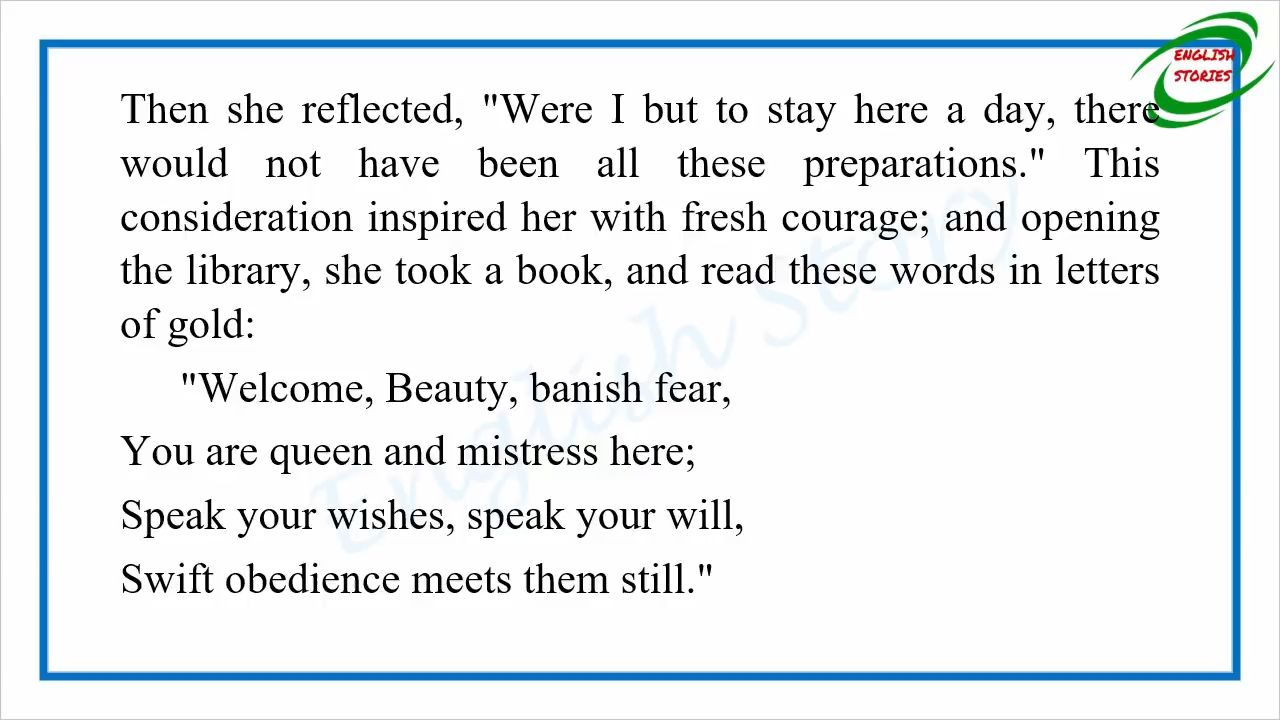 ENGLISH
STORIES
Then she reflected, "Were I but to stay here a day, there
would not have been all these preparations." This
consideration inspired her with fresh courage; and opening
the library, she took a book, and read these words in letters
of gold:
"Welcome, Beauty, banish fear,
You are queen and mistress here;
Speak your wishes, speak your will,
Swift obedience meets them still."
English Story